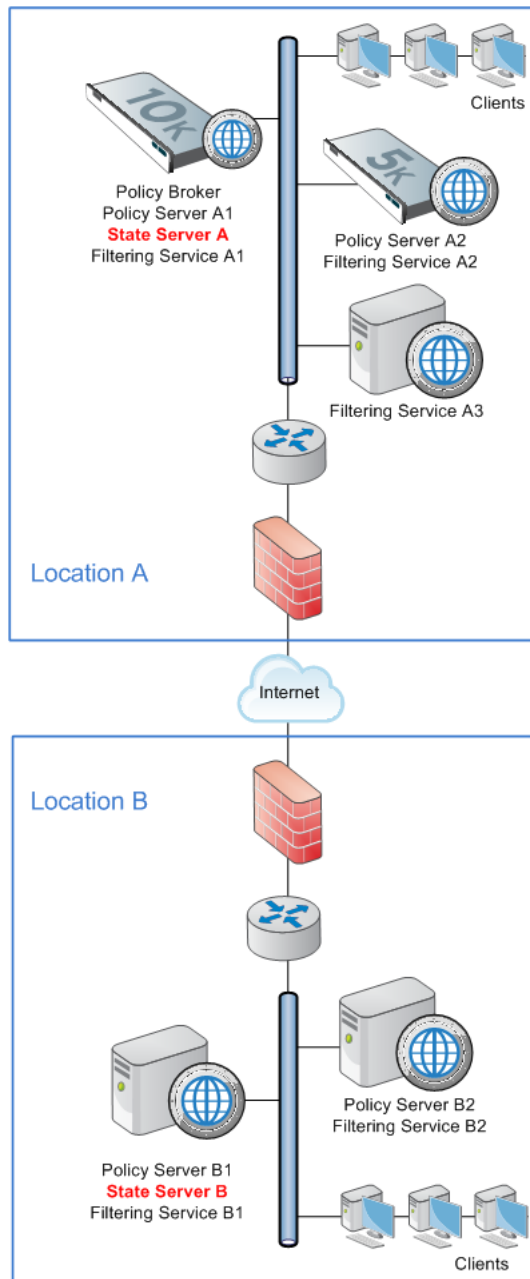 Clients
10K
Policy Broker
Policy Server A1
State Server A
Filtering Service A1
5K
Policy Server A2
Filtering Service A2
Filtering Service A3
Location A
Internet
Location B
Policy Server B2
Filtering Service B2
Policy Server B1
State Server B
Filtering Service B1
Clients